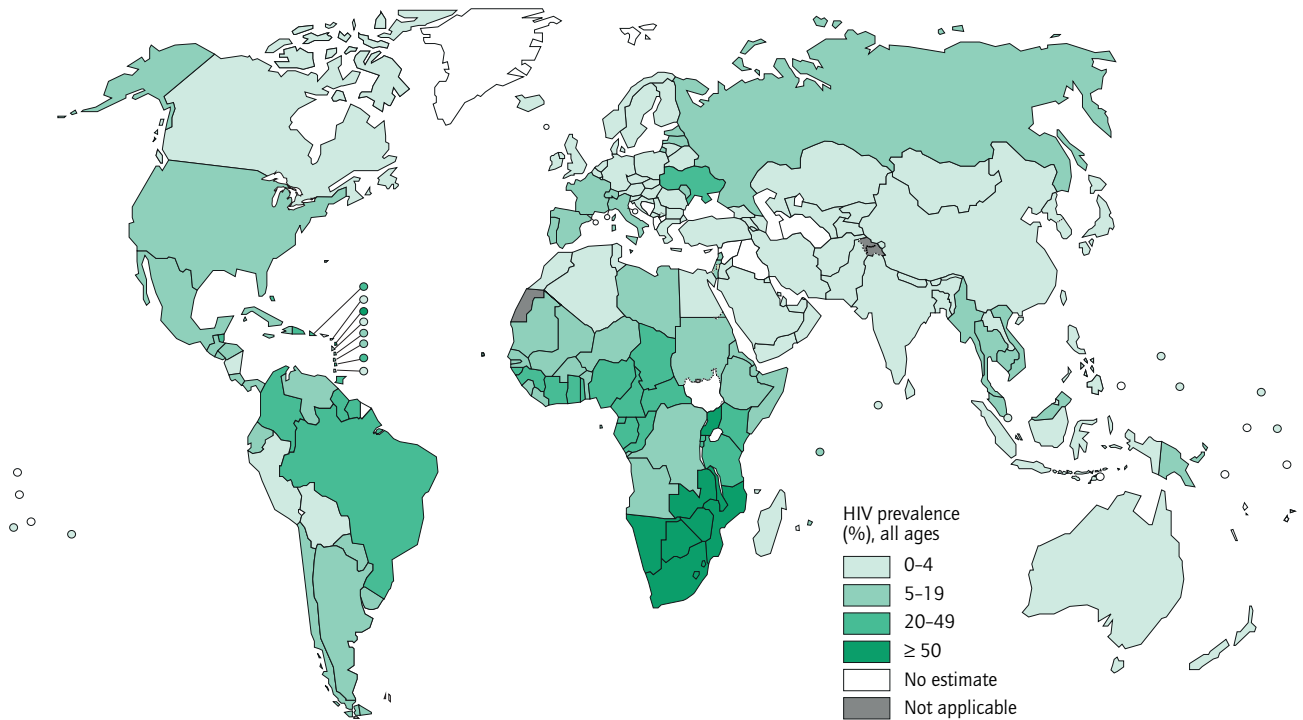 HIV prevalence
(%), all ages
0–4
5–19
20–49
≥ 50
No estimate
Not applicable